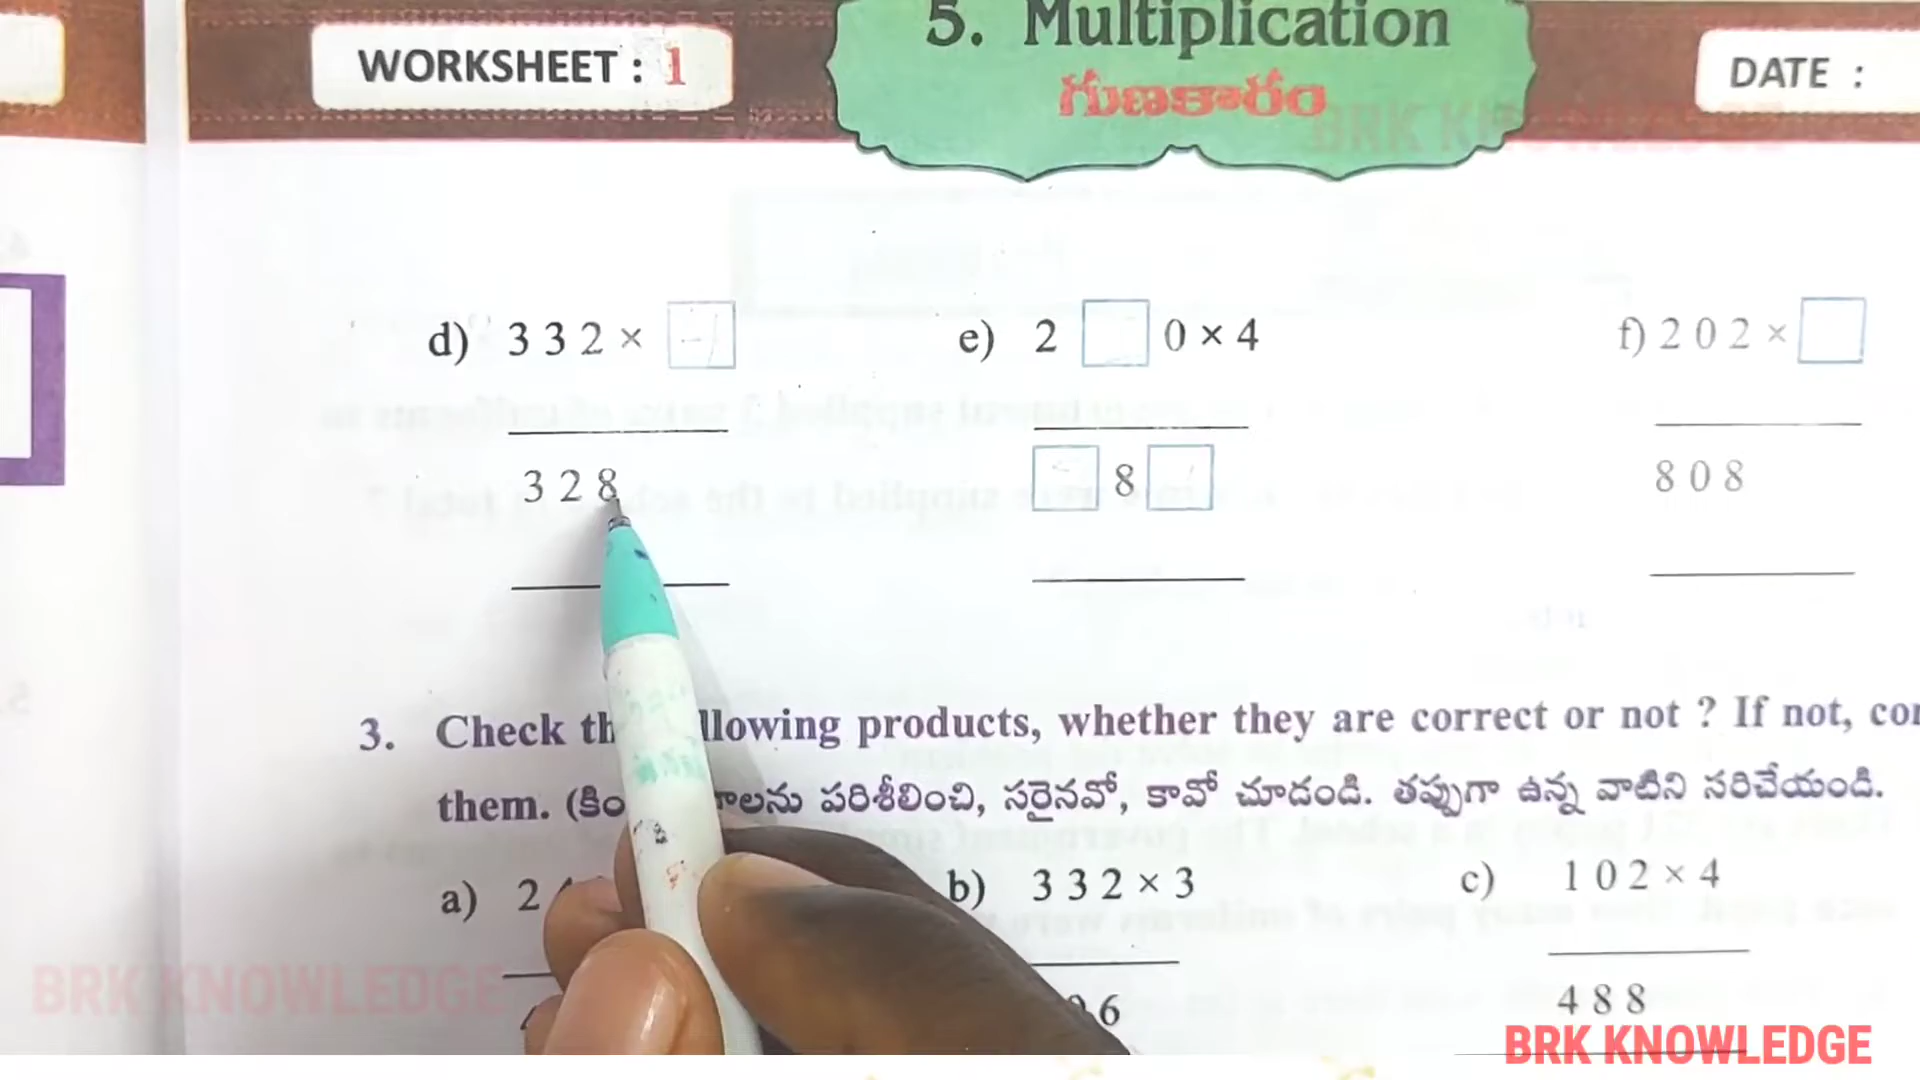 WORKSHEET : 1
5. Multiplication
గుణకారం
DATE :
BRK KNOWLEDGE
d) 3 3 2 ×
e) 2 0 × 4
f) 2 0 2 ×
3 2 8
8
8 0 8
3. Check th llowing products, whether they are correct or not ? If not, cor
them. (కిం ాలను పరిశీలించి, సరైనవో, కావో చూడండి. తప్పుగా ఉన్న వాటిని సరిచేయండి.
a) 2
b) 3 3 2 × 3
c) 1 0 2 × 4
6
4 8 8
BRK KNOWLEDGE
BRK KNOWLEDGE